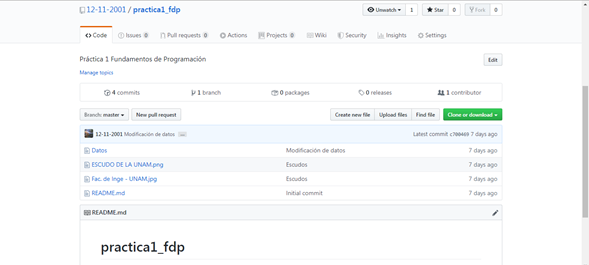 12-11-2001 / practica1_fdp
Unwatch 1 Star 0 Fork 0
Code Issues 0 Pull requests 0 Actions Projects 0 Wiki Security Insights Settings
Práctica 1 Fundamentos de Programación
Edit
Manage topics
4 commits 1 branch 0 packages 0 releases 1 contributor
Branch: master New pull request Create new file Upload files Find file Clone or download
12-11-2001 Modificación de datos ... Latest commit c700469 7 days ago
Datos Modificación de datos 7 days ago
ESCUDO DE LA UNAM.png Escudos 7 days ago
Fac. de Inge - UNAM.jpg Escudos 7 days ago
README.md Initial commit 7 days ago
README.md
practica1_fdp